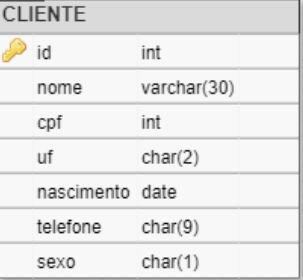 CLIENTE
id int
nome varchar(30)
cpf int
uf char(2)
nascimento date
telefone char(9)
sexo char(1)